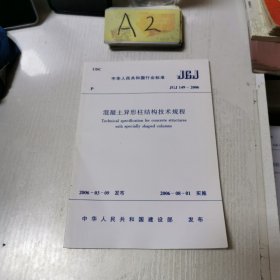 A2
UDC
中华人民共和国行业标准 JGJ
P JGJ 149-2006
混凝土异形柱结构技术规程
Technical specification for concrete structures
with specially shaped columns
2006-03-09 发布 2006-08-01 实施
中华人民共和国建设部 发布